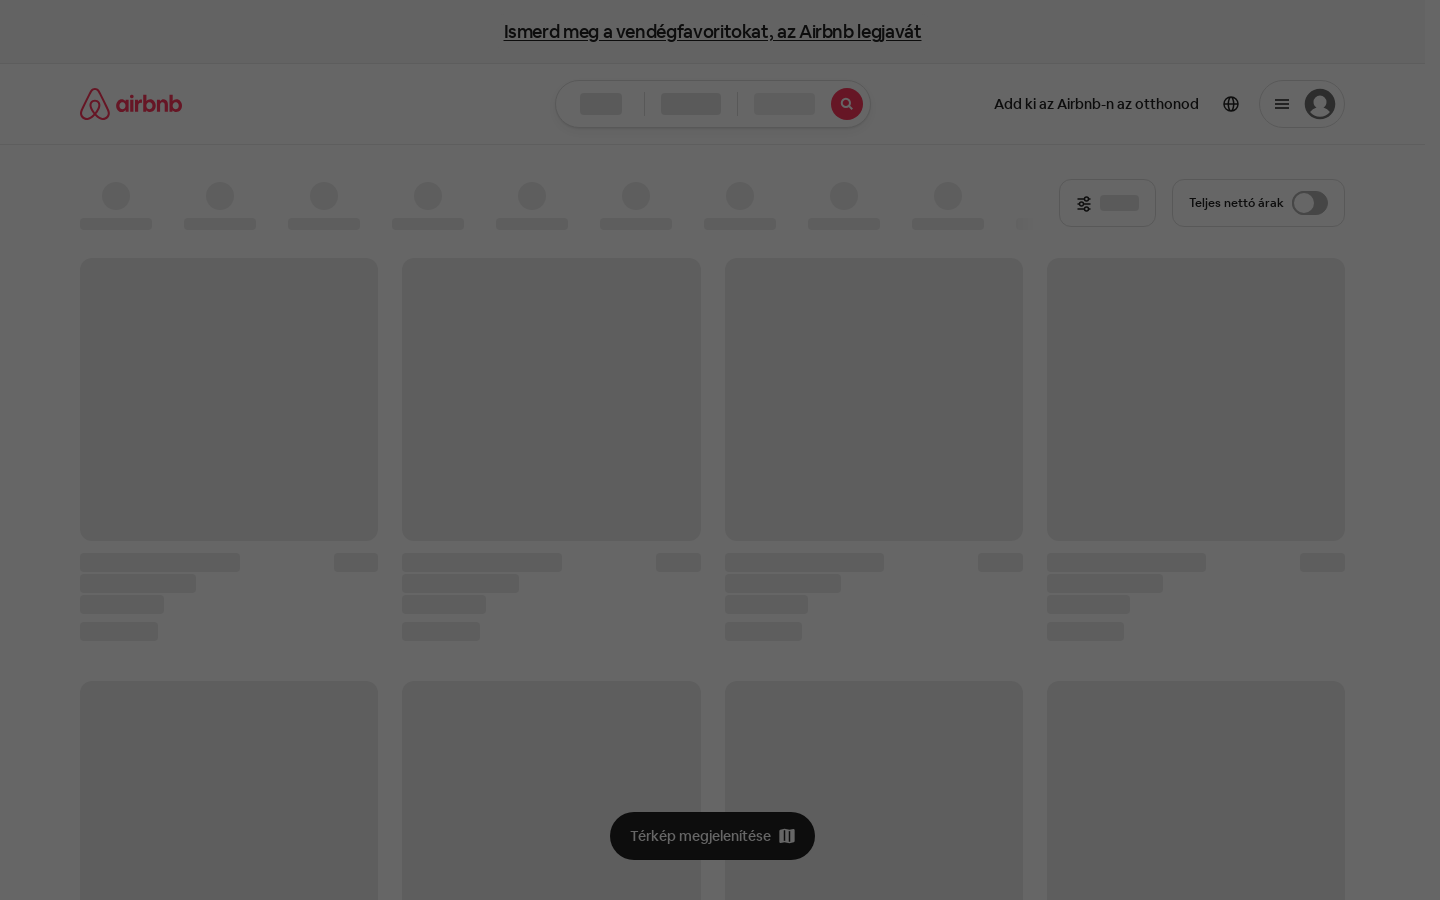 Ismerd meg a vendégfavoritokat, az Airbnb legjavát
airbnb
Add ki az Airbnb-n az otthonod
Teljes nettó árak
Térkép megjelenítése